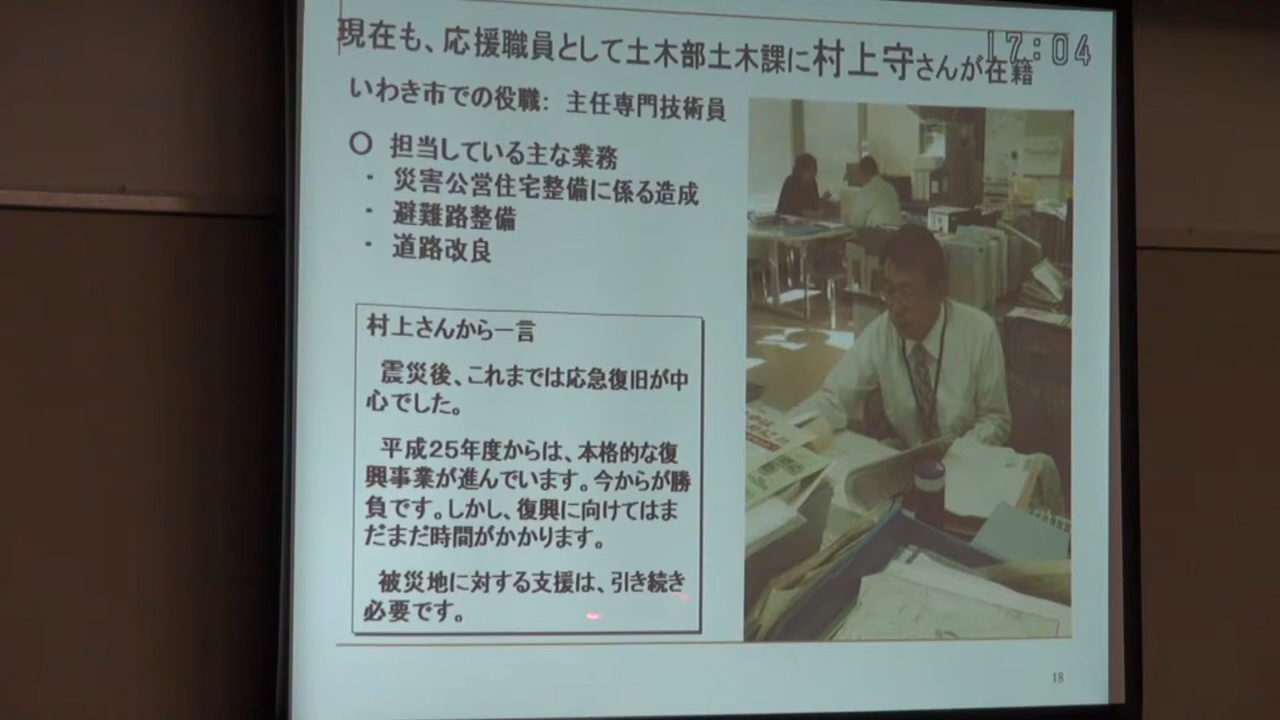 現在も、応援職員として土木部土木課に村上守さんが在籍
17:04
いわき市での役職: 主任専門技術員
〇 担当している主な業務
・ 災害公営住宅整備に係る造成
・ 避難路整備
・ 道路改良
村上さんから一言
震災後、これまでは応急復旧が中
心でした。
平成25年度からは、本格的な復
興事業が進んでいます。今からが勝
負です。しかし、復興に向けてはま
だまだ時間がかかります。
被災地に対する支援は、引き続き
必要です。
18